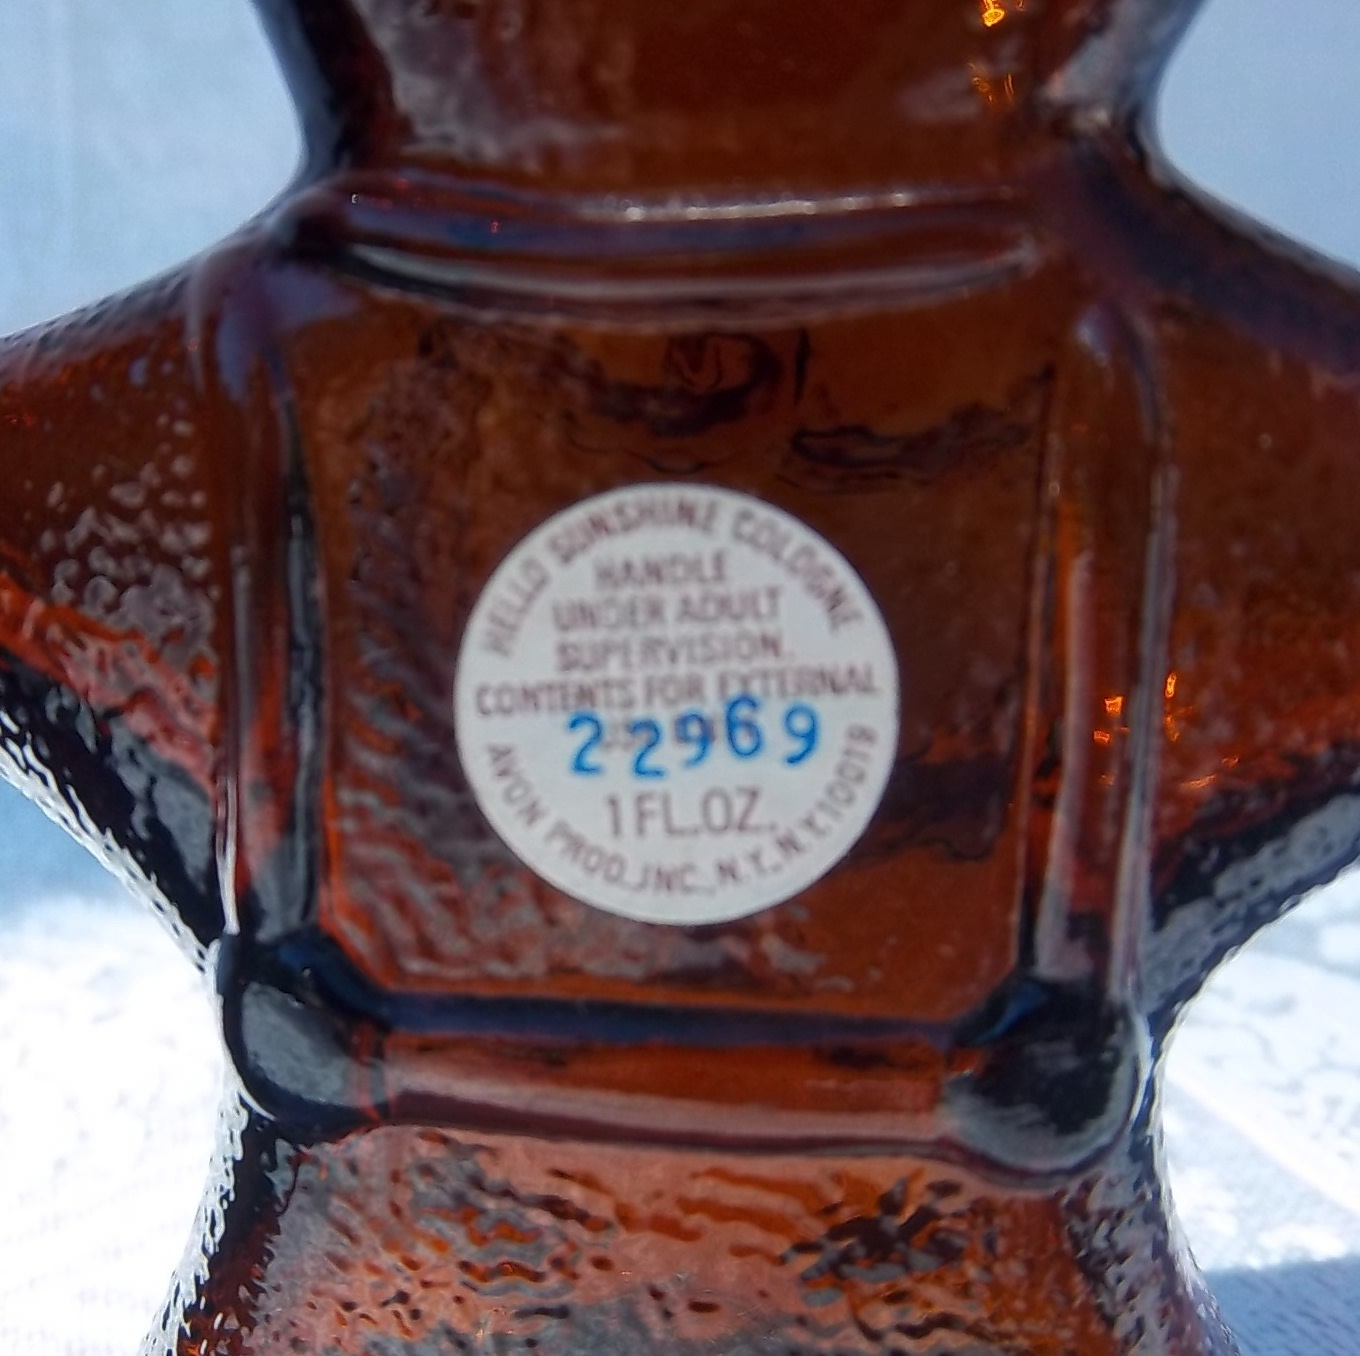 HELLO SUNSHINE COLOGNE
HANDLE
UNDER ADULT
SUPERVISION.
CONTENTS FOR EXTERNAL
22969
1 FL.OZ.
AVON PROD.,INC.,N.Y.,N.Y.10019